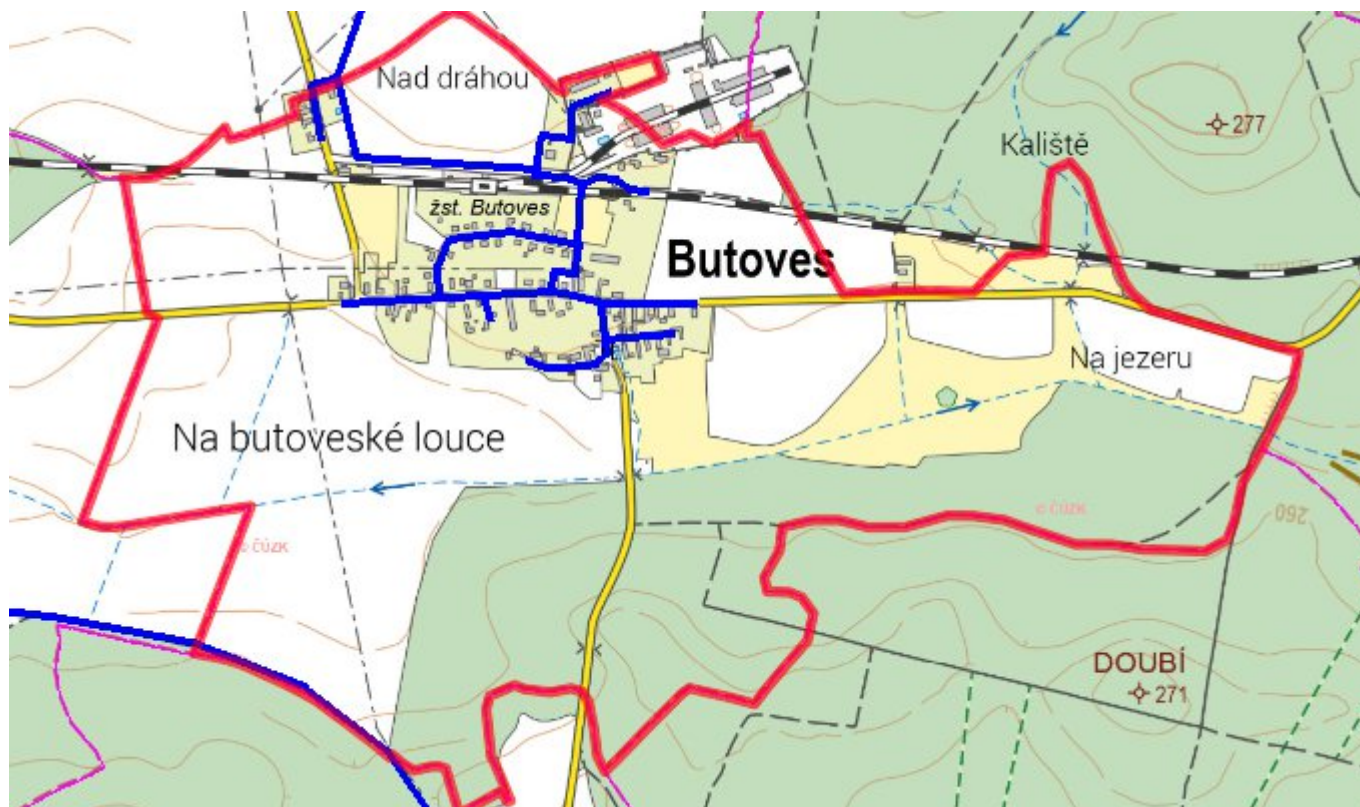 Nad dráhou
277
Kaliště
žst. Butoves
Butoves
Na jezeru
Na butoveské louce
© ČÚZK
260
© ČÚZK
DOUBÍ
271